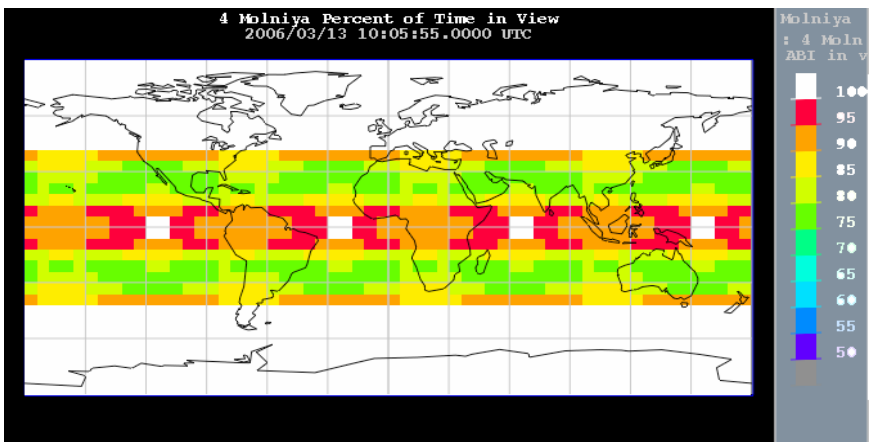 4 Molniya Percent of Time in View
2006/03/13 10:05:55.0000 UTC
Molniya
: 4 Moln
ABI in v
100
95
90
85
80
75
70
65
60
55
50